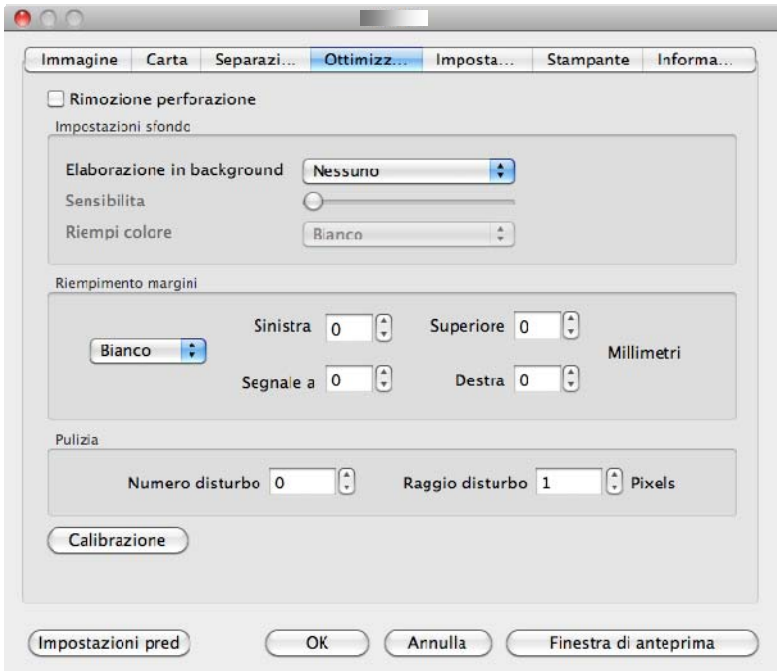 Immagine Carta Separazi... Ottimizz... Imposta... Stampante Informa...
Rimozione perforazione
Impostazioni sfondo
Elaborazione in background Nessuno
Sensibilita
Riempi colore Bianco
Riempimento margini
Sinistra 0 Superiore 0
Bianco Millimetri
Segnale a 0 Destra 0
Pulizia
Numero disturbo 0 Raggio disturbo 1 Pixels
Calibrazione
Impostazioni pred OK Annulla Finestra di anteprima